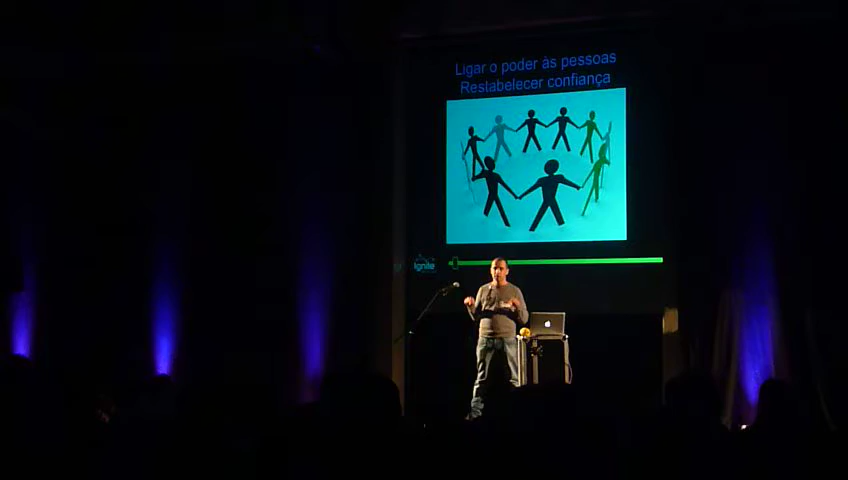 Ligar o poder às pessoas
Restabelecer confiança
Ignite